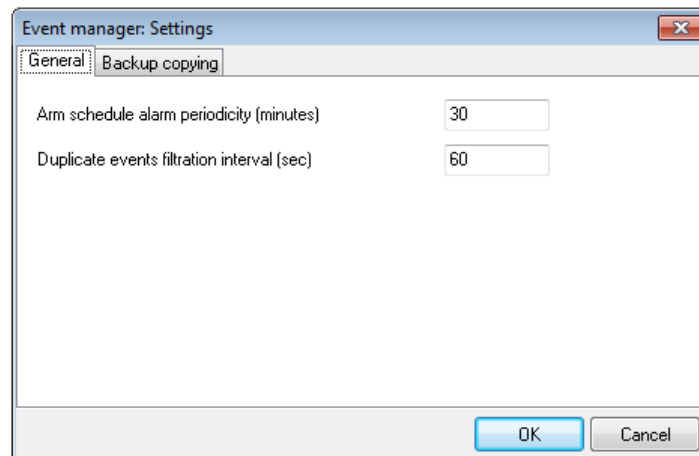 Event manager: Settings
General Backup copying
Arm schedule alarm periodicity (minutes) 30
Duplicate events filtration interval (sec) 60
OK Cancel